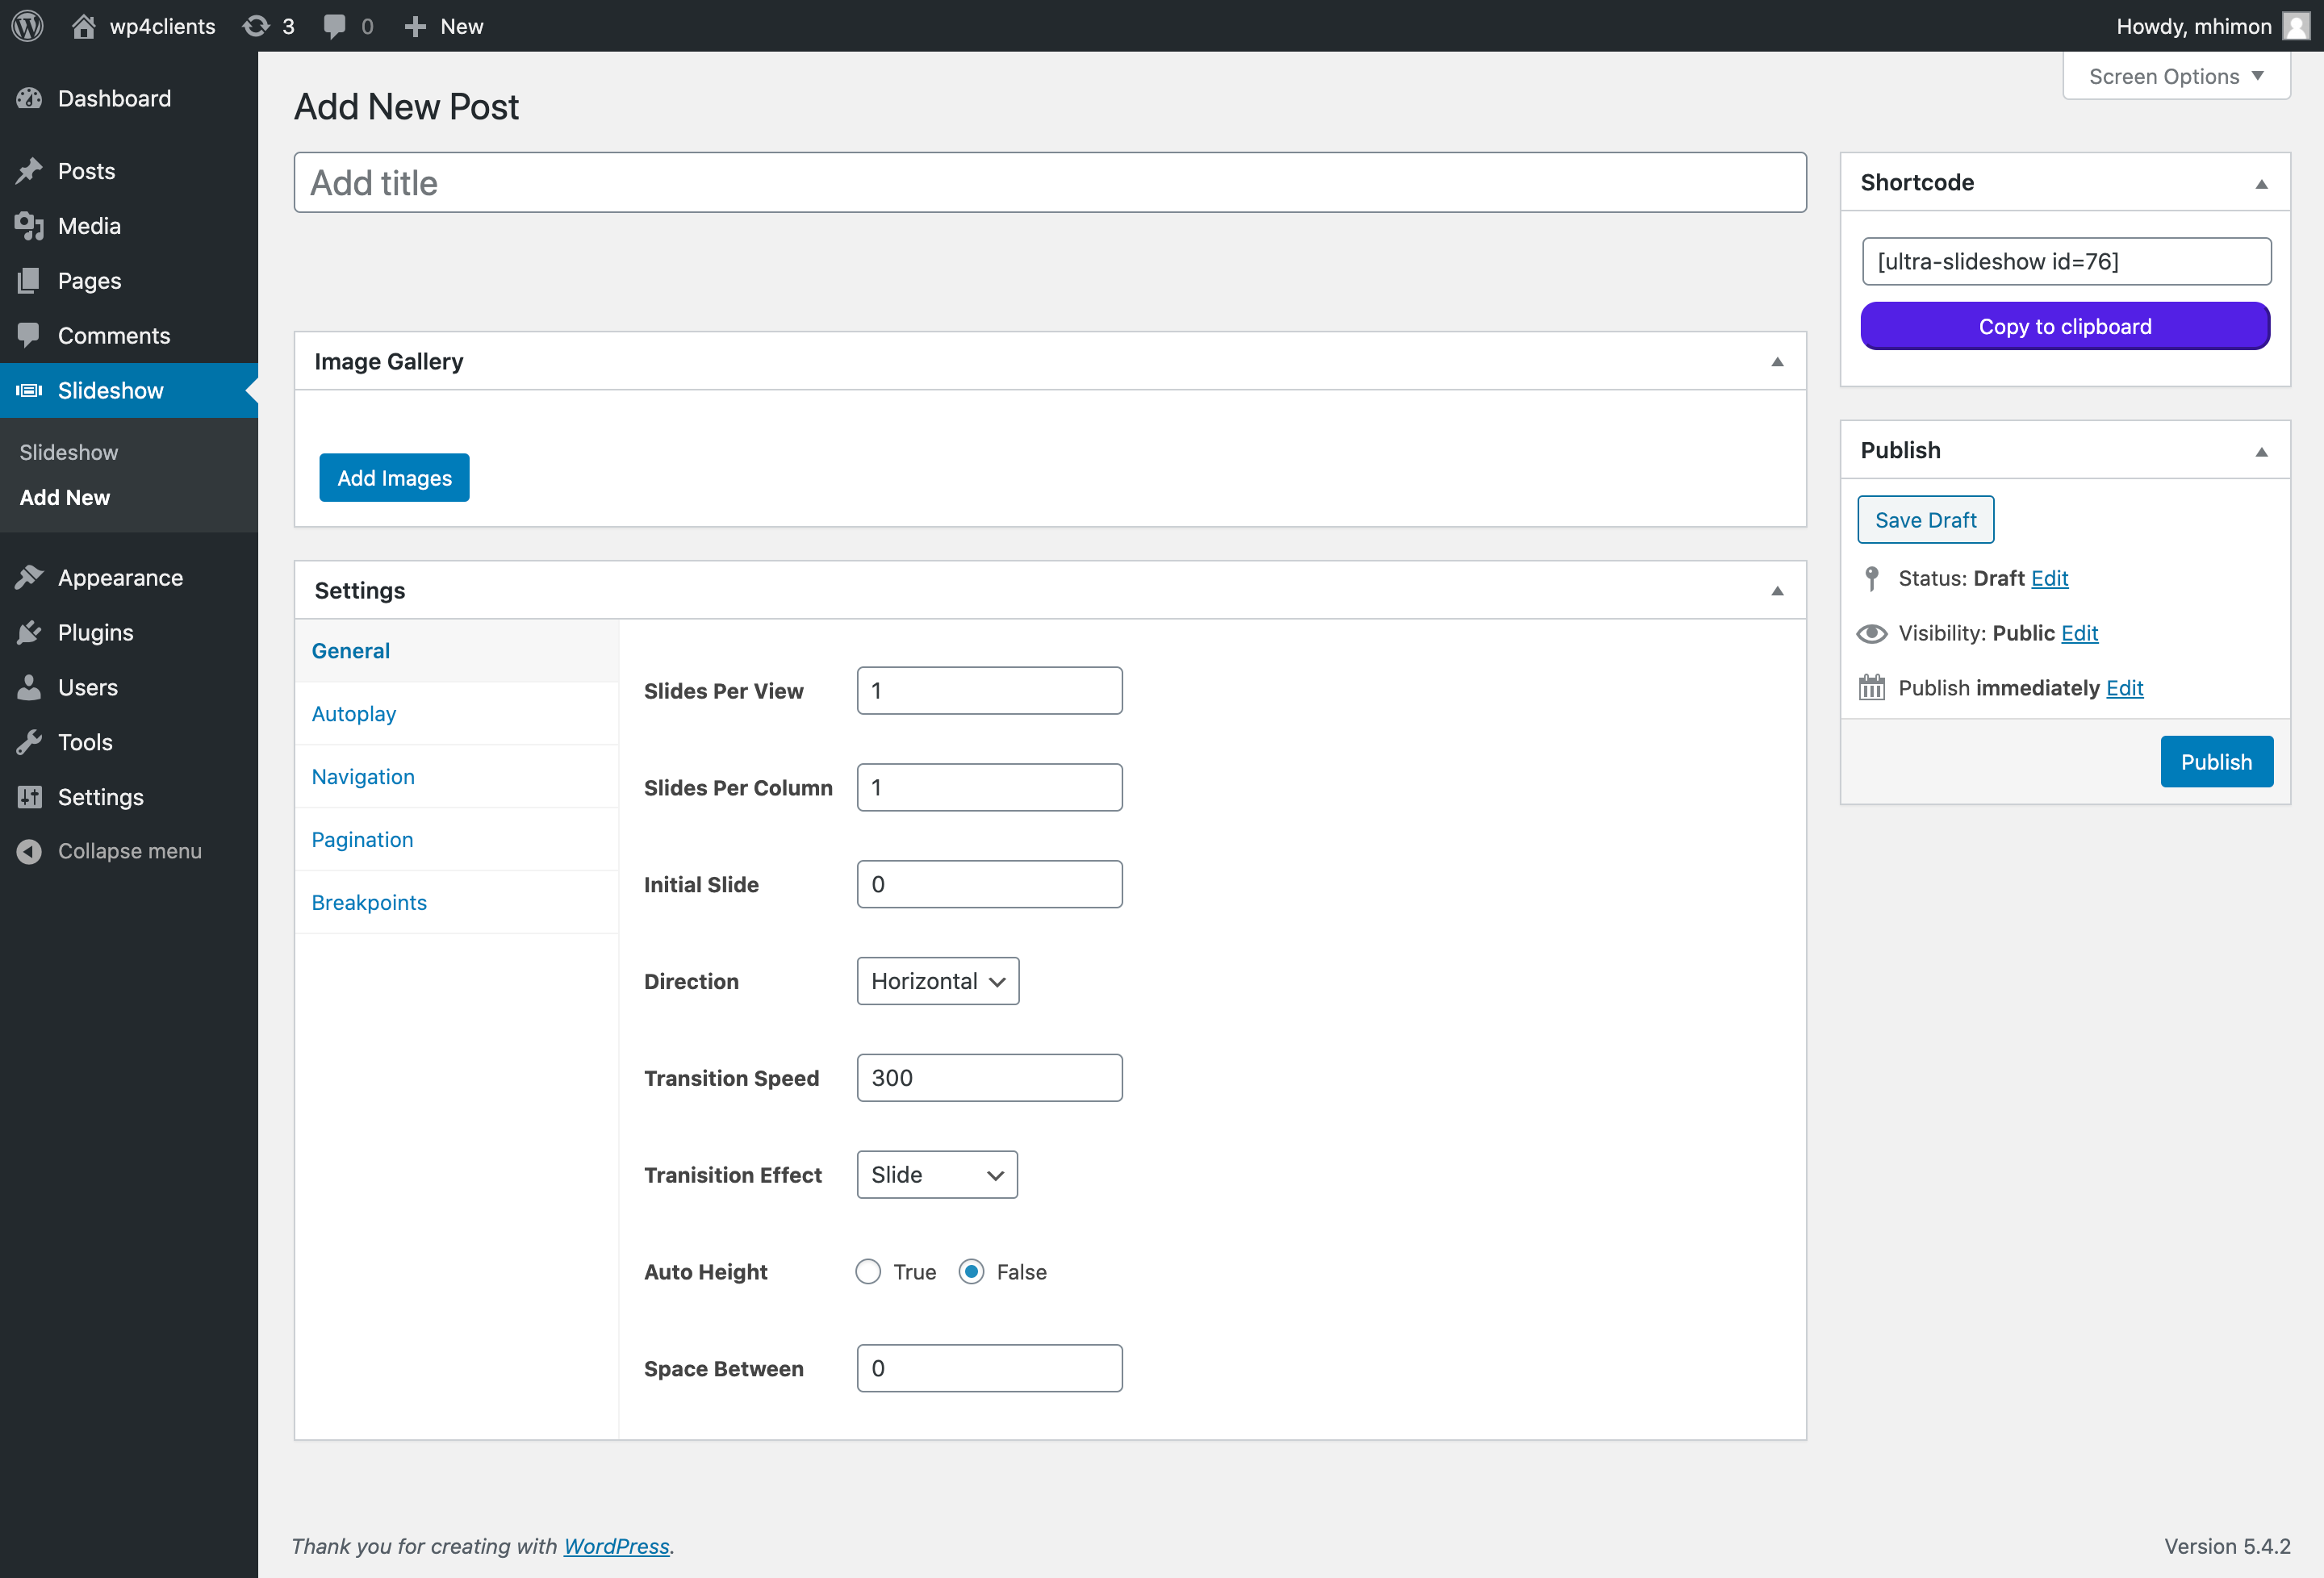 wp4clients 3 0 New Howdy, mhimon
Screen Options
Dashboard
Posts
Media
Pages
Comments
Slideshow
Slideshow
Add New
Appearance
Plugins
Users
Tools
Settings
Collapse menu
Add New Post
Add title
Image Gallery
Add Images
Settings
General
Autoplay
Navigation
Pagination
Breakpoints
Slides Per View 1
Slides Per Column 1
Initial Slide 0
Direction Horizontal
Transition Speed 300
Tranisition Effect Slide
Auto Height True False
Space Between 0
Shortcode
[ultra-slideshow id=76]
Copy to clipboard
Publish
Save Draft
Status: Draft Edit
Visibility: Public Edit
Publish immediately Edit
Publish
Thank you for creating with WordPress.
Version 5.4.2